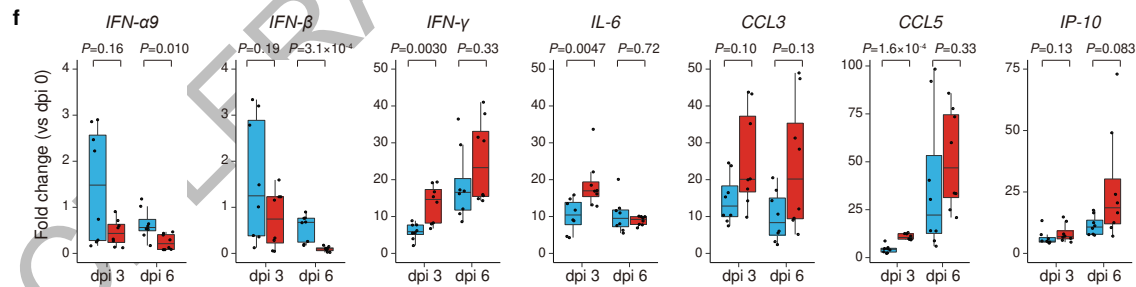 f
IFN-α9 IFN-β IFN-γ IL-6 CCL3 CCL5 IP-10
P=0.16 P=0.010 P=0.19 P=3.1×10⁻⁴ P=0.0030 P=0.33 P=0.0047 P=0.72 P=0.10 P=0.13 P=1.6×10⁻⁴ P=0.33 P=0.13 P=0.083
Fold change (vs dpi 0)
4 3 2 1 0
4 3 2 1 0
50 40 30 20 10 0
50 40 30 20 10 0
50 40 30 20 10 0
100 75 50 25 0
75 50 25 0
dpi 3 dpi 6 dpi 3 dpi 6 dpi 3 dpi 6 dpi 3 dpi 6 dpi 3 dpi 6 dpi 3 dpi 6 dpi 3 dpi 6